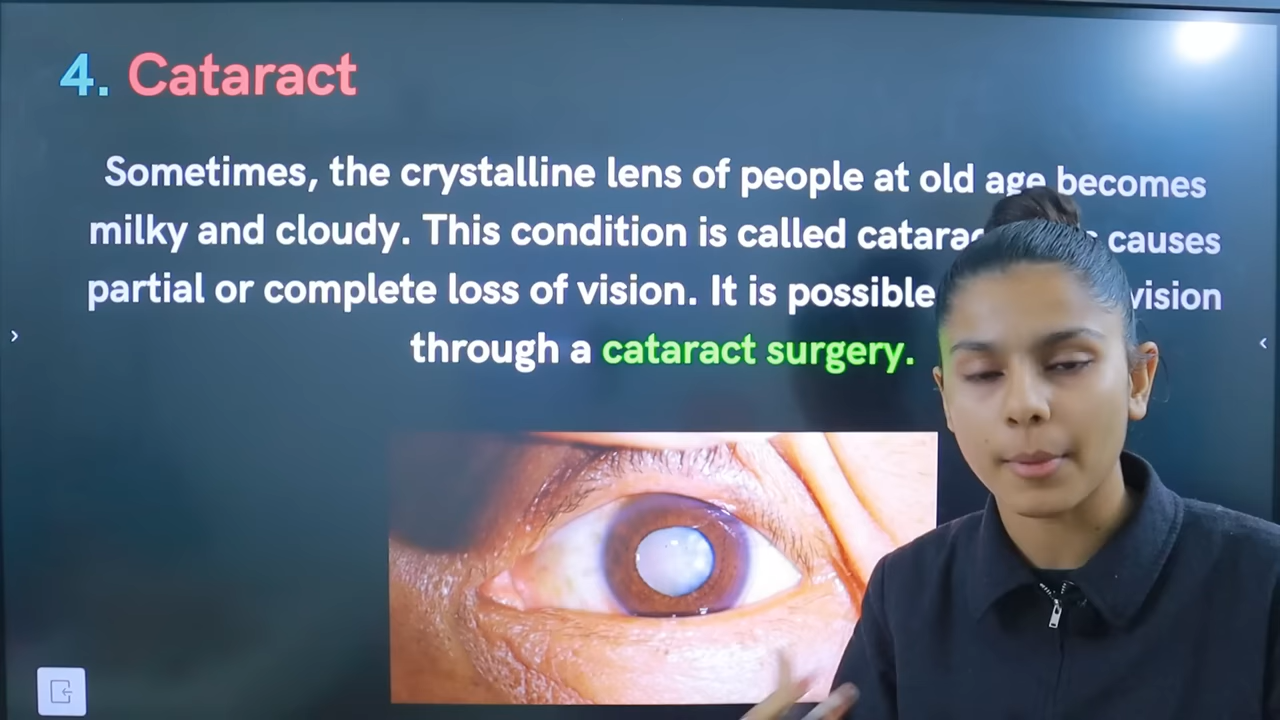 4. Cataract
Sometimes, the crystalline lens of people at old age becomes
milky and cloudy. This condition is called causes
partial or complete loss of vision. It is possible vision
through a cataract surgery.